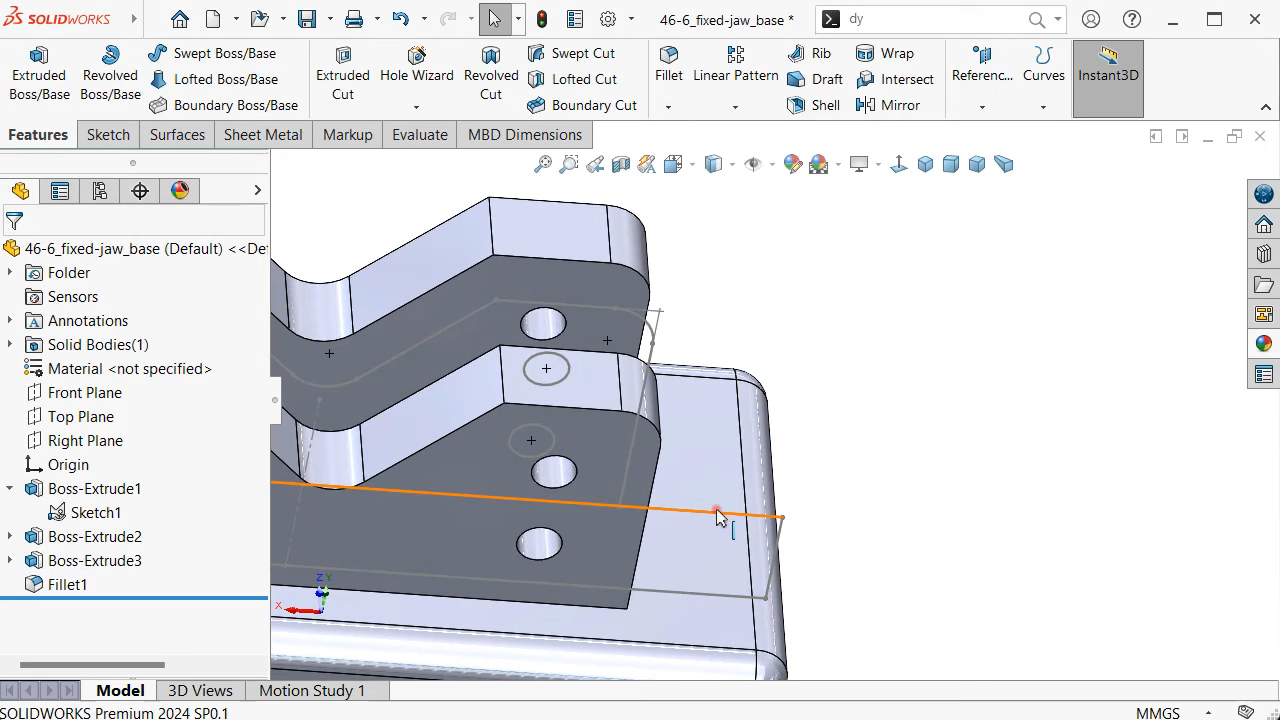 SOLIDWORKS
46-6_fixed-jaw_base *
dy
Extruded Boss/Base
Revolved Boss/Base
Swept Boss/Base
Lofted Boss/Base
Boundary Boss/Base
Extruded Cut
Hole Wizard
Revolved Cut
Swept Cut
Lofted Cut
Boundary Cut
Fillet
Linear Pattern
Rib
Draft
Shell
Wrap
Intersect
Mirror
Referenc...
Curves
Instant3D
Features
Sketch
Surfaces
Sheet Metal
Markup
Evaluate
MBD Dimensions
46-6_fixed-jaw_base (Default) <<De
Folder
Sensors
Annotations
Solid Bodies(1)
Material <not specified>
Front Plane
Top Plane
Right Plane
Origin
Boss-Extrude1
Sketch1
Boss-Extrude2
Boss-Extrude3
Fillet1
Z
Y
X
Model
3D Views
Motion Study 1
SOLIDWORKS Premium 2024 SP0.1
MMGS